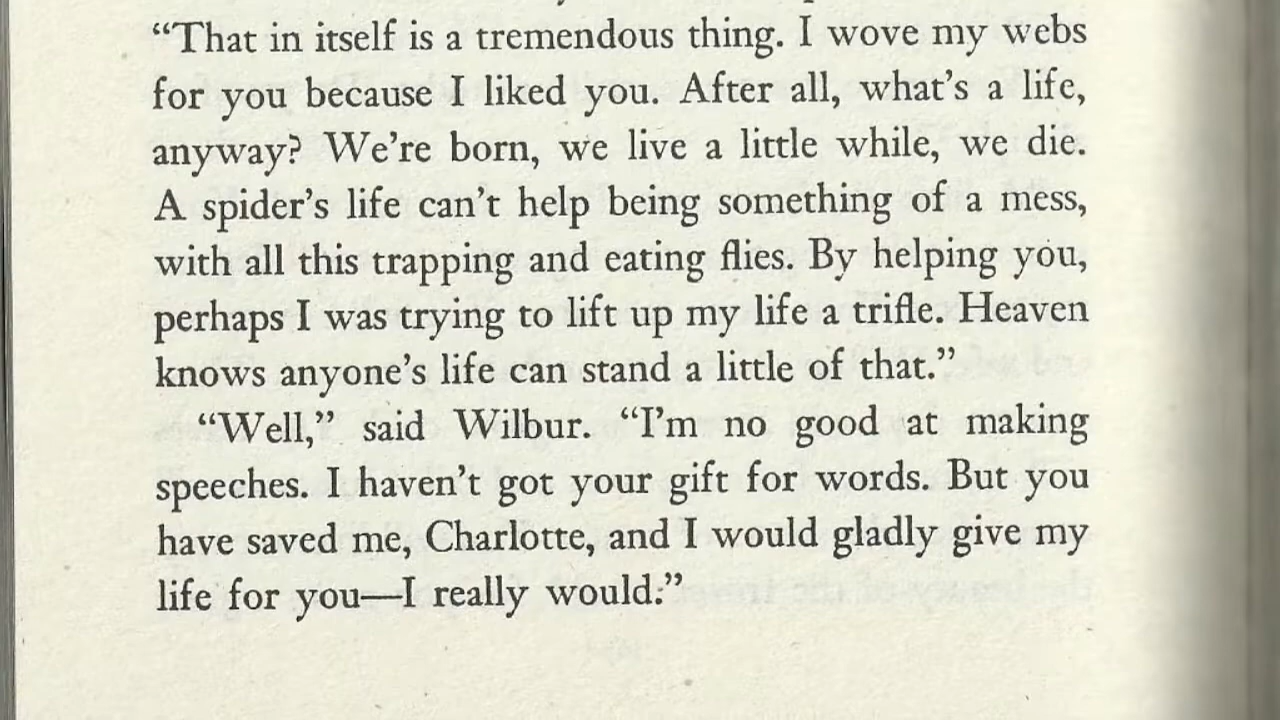 “That in itself is a tremendous thing. I wove my webs
for you because I liked you. After all, what’s a life,
anyway? We’re born, we live a little while, we die.
A spider’s life can’t help being something of a mess,
with all this trapping and eating flies. By helping you,
perhaps I was trying to lift up my life a trifle. Heaven
knows anyone’s life can stand a little of that.”
“Well,” said Wilbur. “I’m no good at making
speeches. I haven’t got your gift for words. But you
have saved me, Charlotte, and I would gladly give my
life for you—I really would.”